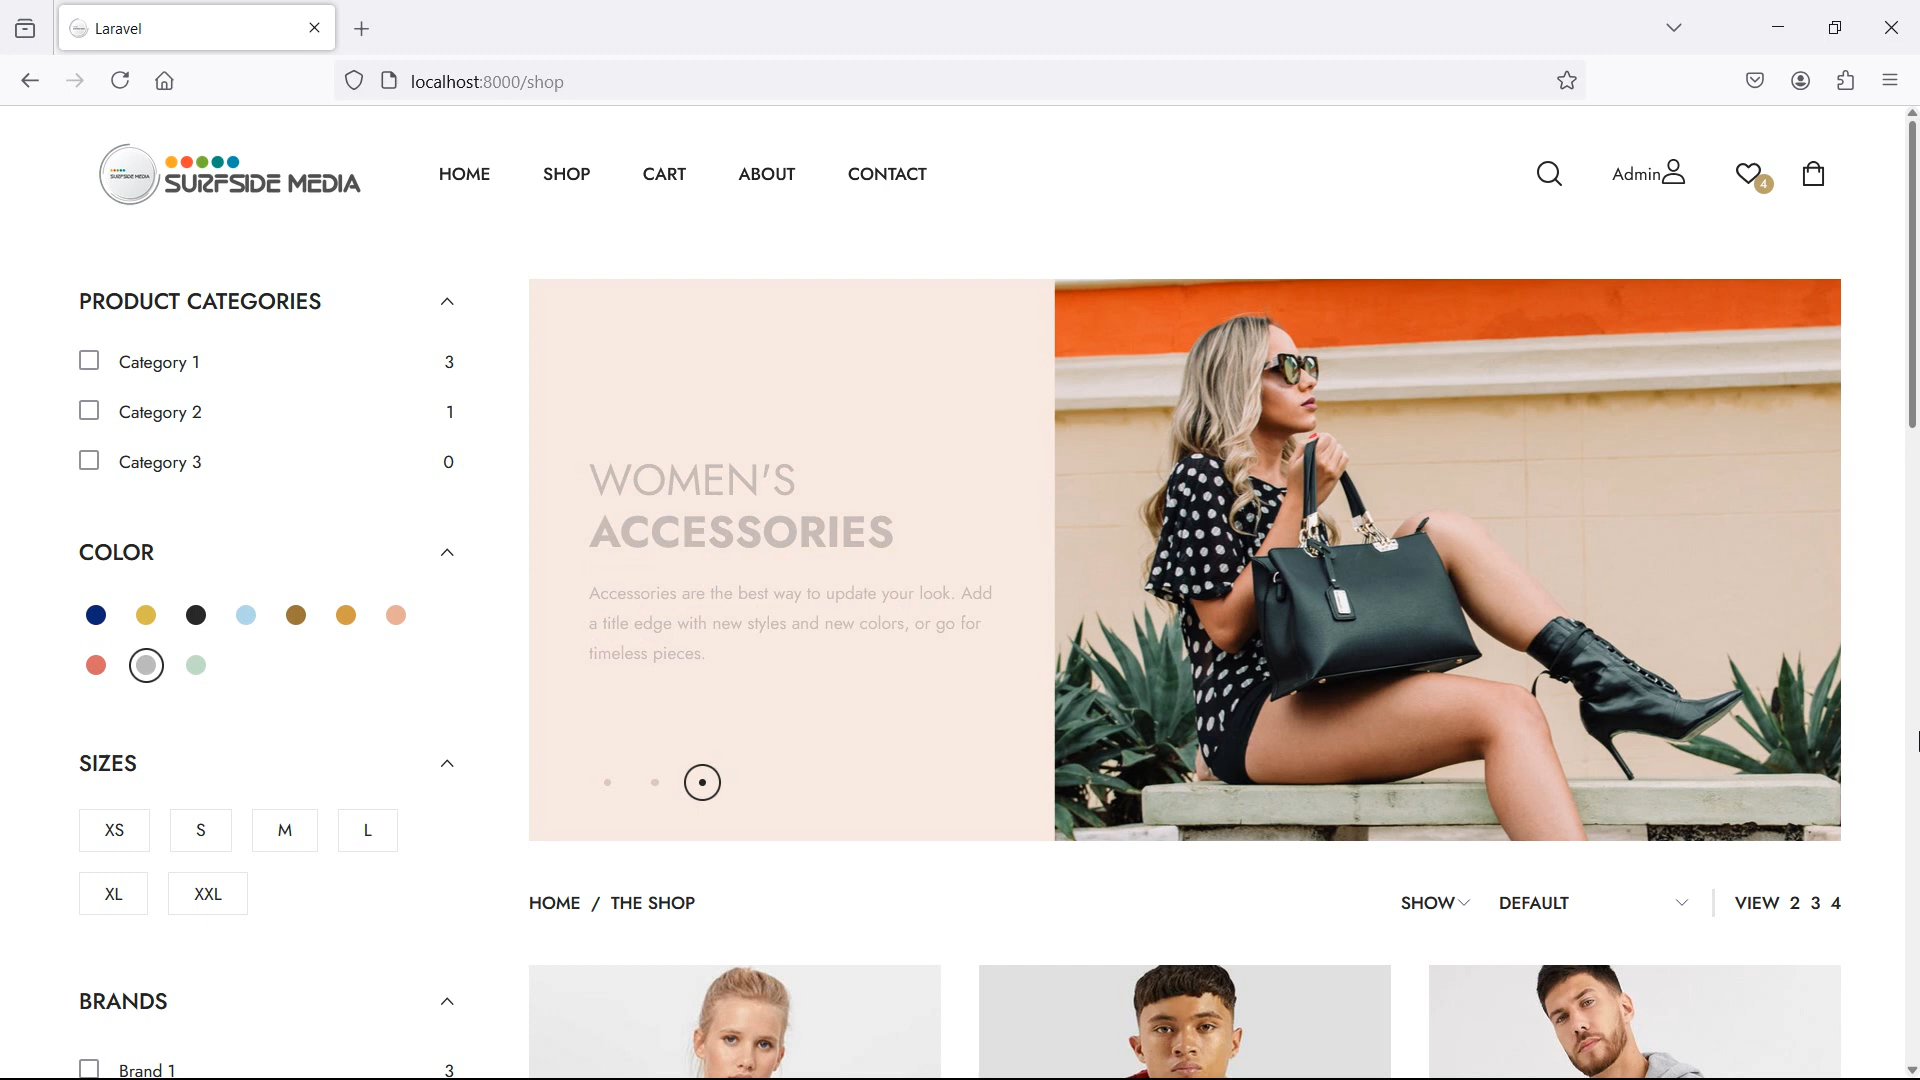 Laravel
localhost:8000/shop
SURFSIDE MEDIA
SURFSIDE MEDIA
HOME
SHOP
CART
ABOUT
CONTACT
Admin
4
PRODUCT CATEGORIES
Category 1 3
Category 2 1
Category 3 0
COLOR
SIZES
XS S M L
XL XXL
BRANDS
Brand 1 3
WOMEN'S
ACCESSORIES
Accessories are the best way to update your look. Add
a title edge with new styles and new colors, or go for
timeless pieces.
HOME / THE SHOP
SHOW
DEFAULT
VIEW 2 3 4